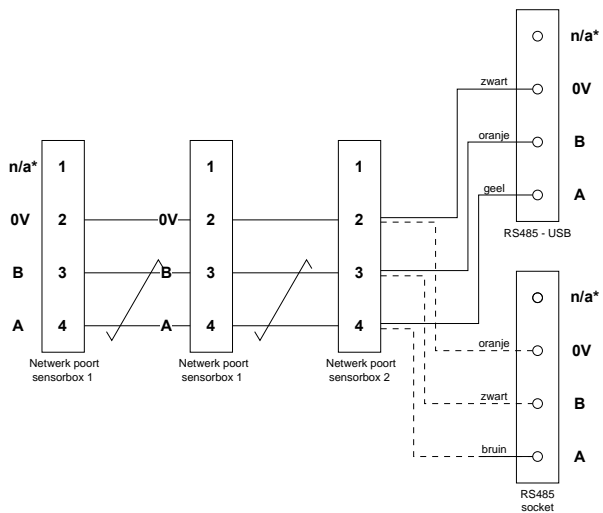 n/a*
zwart
0V
oranje
B
geel
A
RS485 - USB
n/a*
1
1
1
0V
2
0V
2
2
B
3
B
3
3
A
4
A
4
4
Netwerk poort
sensorbox 1
Netwerk poort
sensorbox 1
Netwerk poort
sensorbox 2
n/a*
oranje
0V
zwart
B
bruin
A
RS485
socket